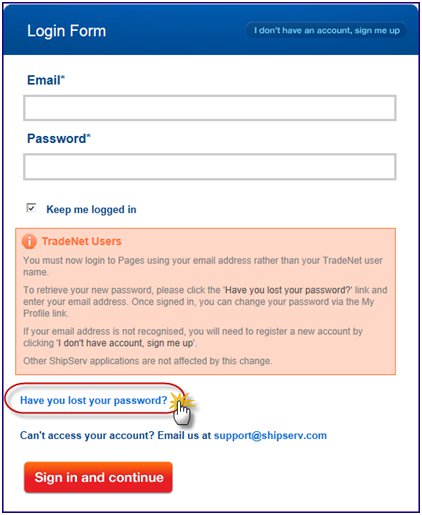 Login Form
I don't have an account, sign me up
Email*
Password*
Keep me logged in
TradeNet Users
You must now login to Pages using your email address rather than your TradeNet user
name.
To retrieve your new password, please click the 'Have you lost your password?' link and
enter your email address. Once signed in, you can change your password via the My
Profile link.
If your email address is not recognised, you will need to register a new account by
clicking 'I don't have account, sign me up'.
Other ShipServ applications are not affected by this change.
Have you lost your password?
Can't access your account? Email us at support@shipserv.com
Sign in and continue